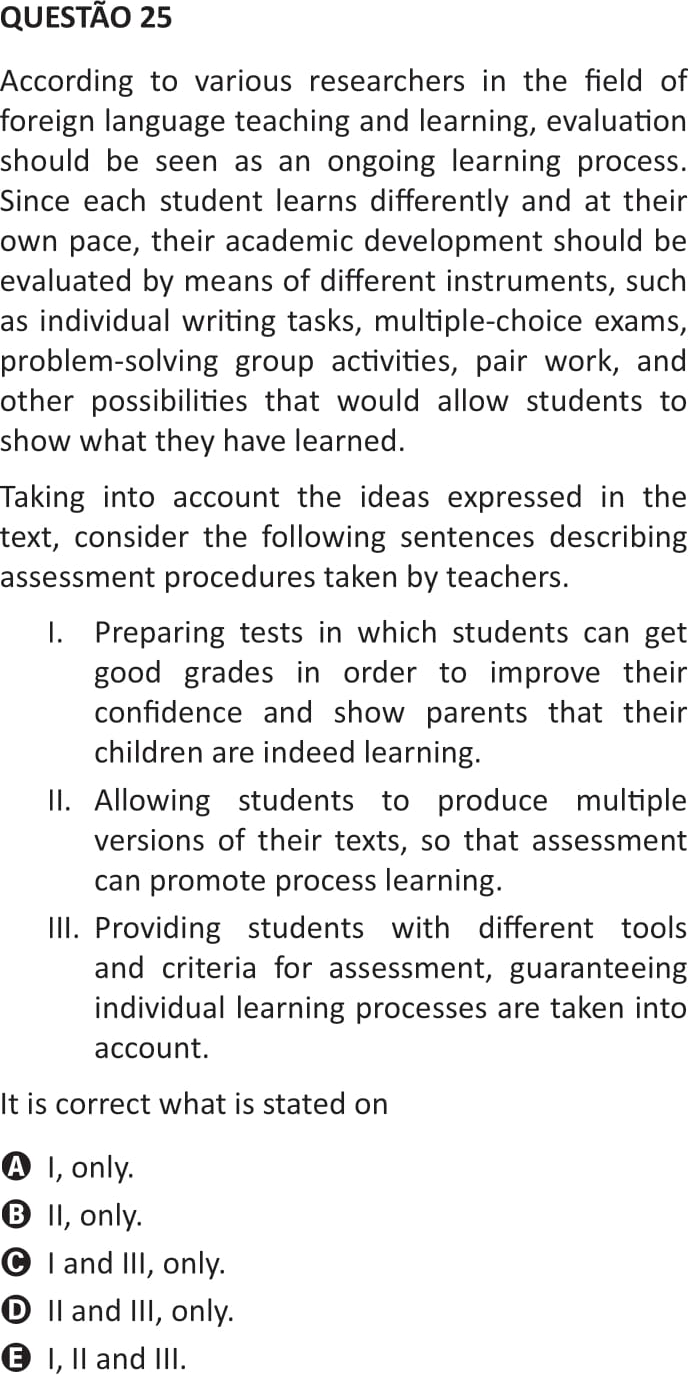 QUESTÃO 25
According to various researchers in the field of
foreign language teaching and learning, evaluation
should be seen as an ongoing learning process.
Since each student learns differently and at their
own pace, their academic development should be
evaluated by means of different instruments, such
as individual writing tasks, multiple-choice exams,
problem-solving group activities, pair work, and
other possibilities that would allow students to
show what they have learned.
Taking into account the ideas expressed in the
text, consider the following sentences describing
assessment procedures taken by teachers.
I. Preparing tests in which students can get
good grades in order to improve their
confidence and show parents that their
children are indeed learning.
II. Allowing students to produce multiple
versions of their texts, so that assessment
can promote process learning.
III. Providing students with different tools
and criteria for assessment, guaranteeing
individual learning processes are taken into
account.
It is correct what is stated on
A I, only.
B II, only.
C I and III, only.
D II and III, only.
E I, II and III.